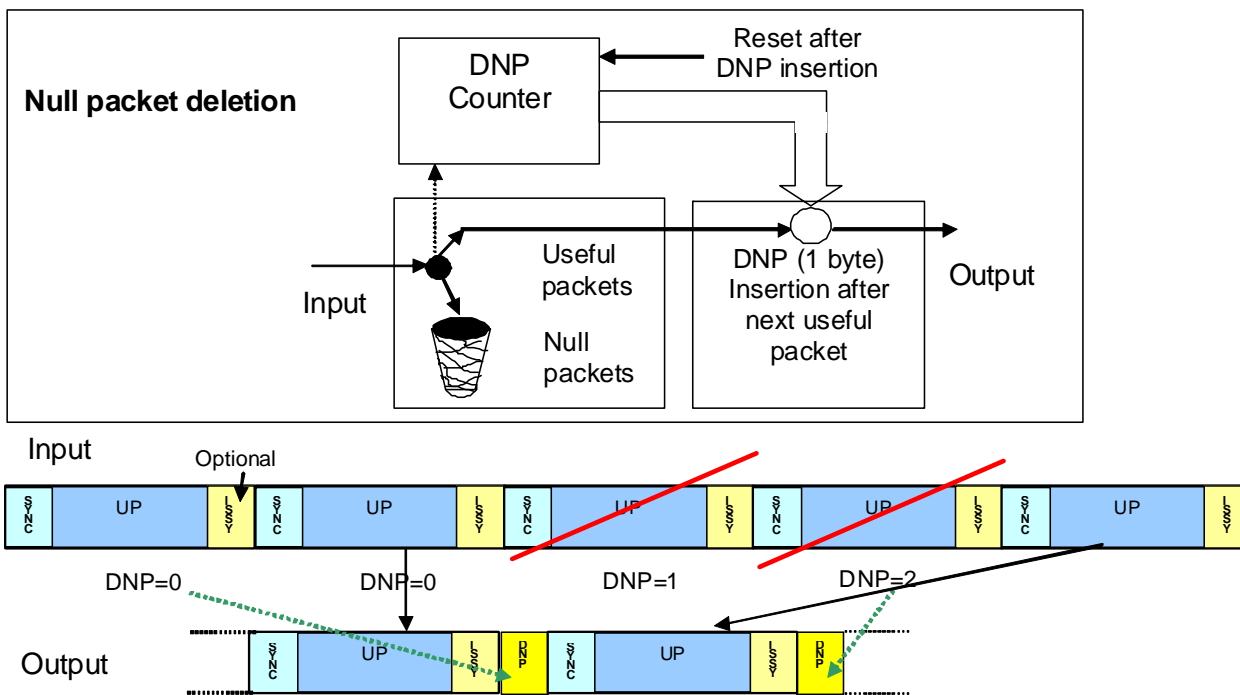 Null packet deletion
DNP
Counter
Reset after
DNP insertion
Input
Useful
packets
Null
packets
DNP (1 byte)
Insertion after
next useful
packet
Output
Input
Optional
SYNC
UP
ISSY
SYNC
UP
ISSY
SYNC
UP
ISSY
SYNC
UP
ISSY
SYNC
UP
ISSY
DNP=0
DNP=0
DNP=1
DNP=2
Output
SYNC
UP
ISSY
DNP
SYNC
UP
ISSY
DNP